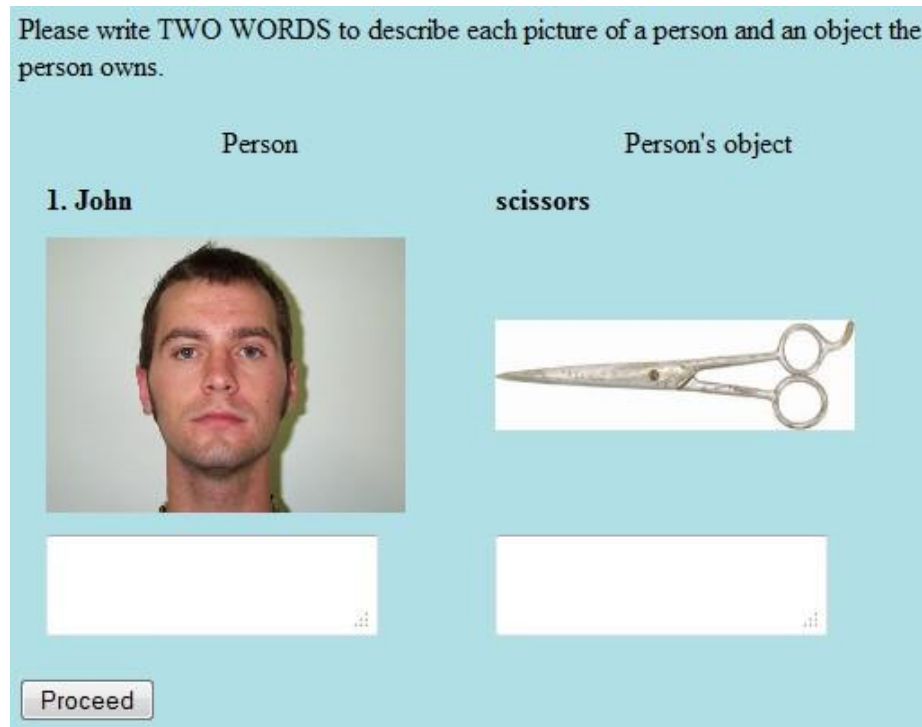 Please write TWO WORDS to describe each picture of a person and an object the
person owns.
Person
Person's object
1. John
scissors
Proceed